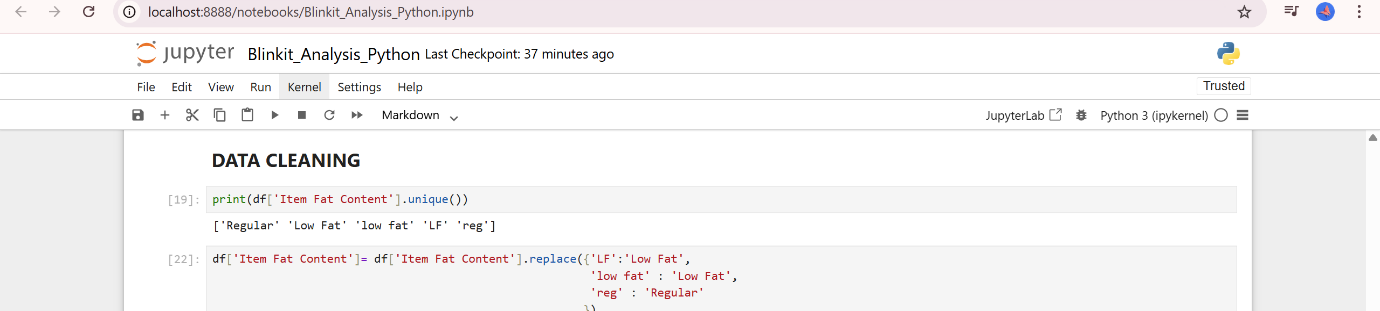 localhost:8888/notebooks/Blinkit_Analysis_Python.ipynb
jupyter Blinkit_Analysis_Python Last Checkpoint: 37 minutes ago
File Edit View Run Kernel Settings Help Trusted
Markdown JupyterLab Python 3 (ipykernel)
DATA CLEANING
[19]: print(df['Item Fat Content'].unique())
['Regular' 'Low Fat' 'low fat' 'LF' 'reg']
[22]: df['Item Fat Content']= df['Item Fat Content'].replace({'LF':'Low Fat',
'low fat' : 'Low Fat',
'reg' : 'Regular'
})